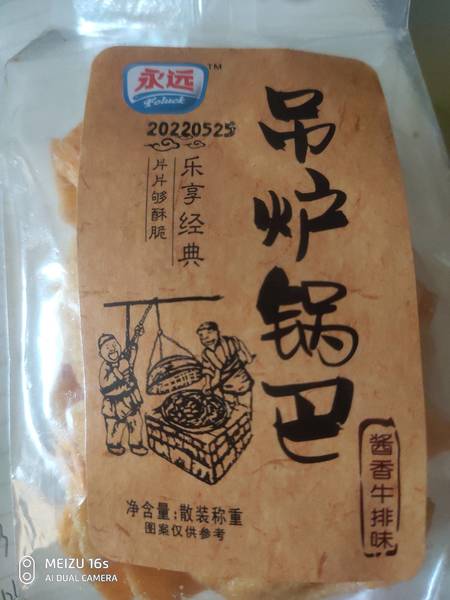 永远
TM
Foluck
20220525
吊炉锅巴
乐享经典
片片够酥脆
酱香牛排味
净含量:散装称重
图案仅供参考
MEIZU 16s
AI DUAL CAMERA